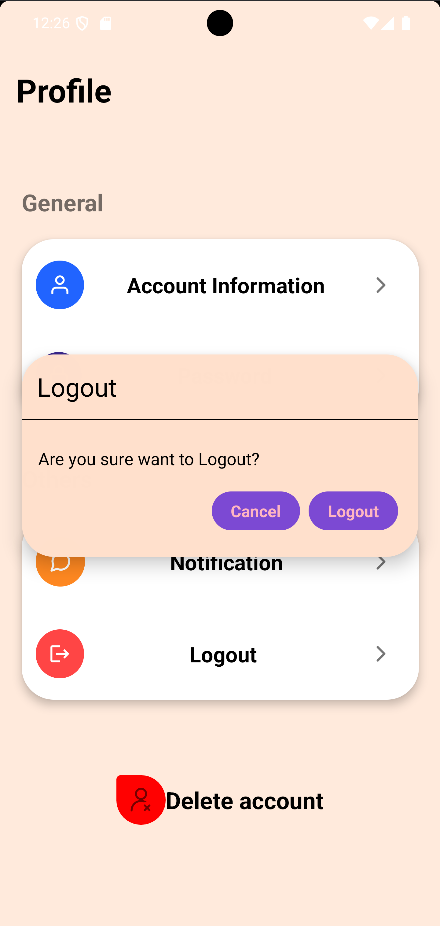 12:26
Profile
General
Account Information
Logout
Are you sure want to Logout?
Cancel Logout
Notification
Logout
Delete account